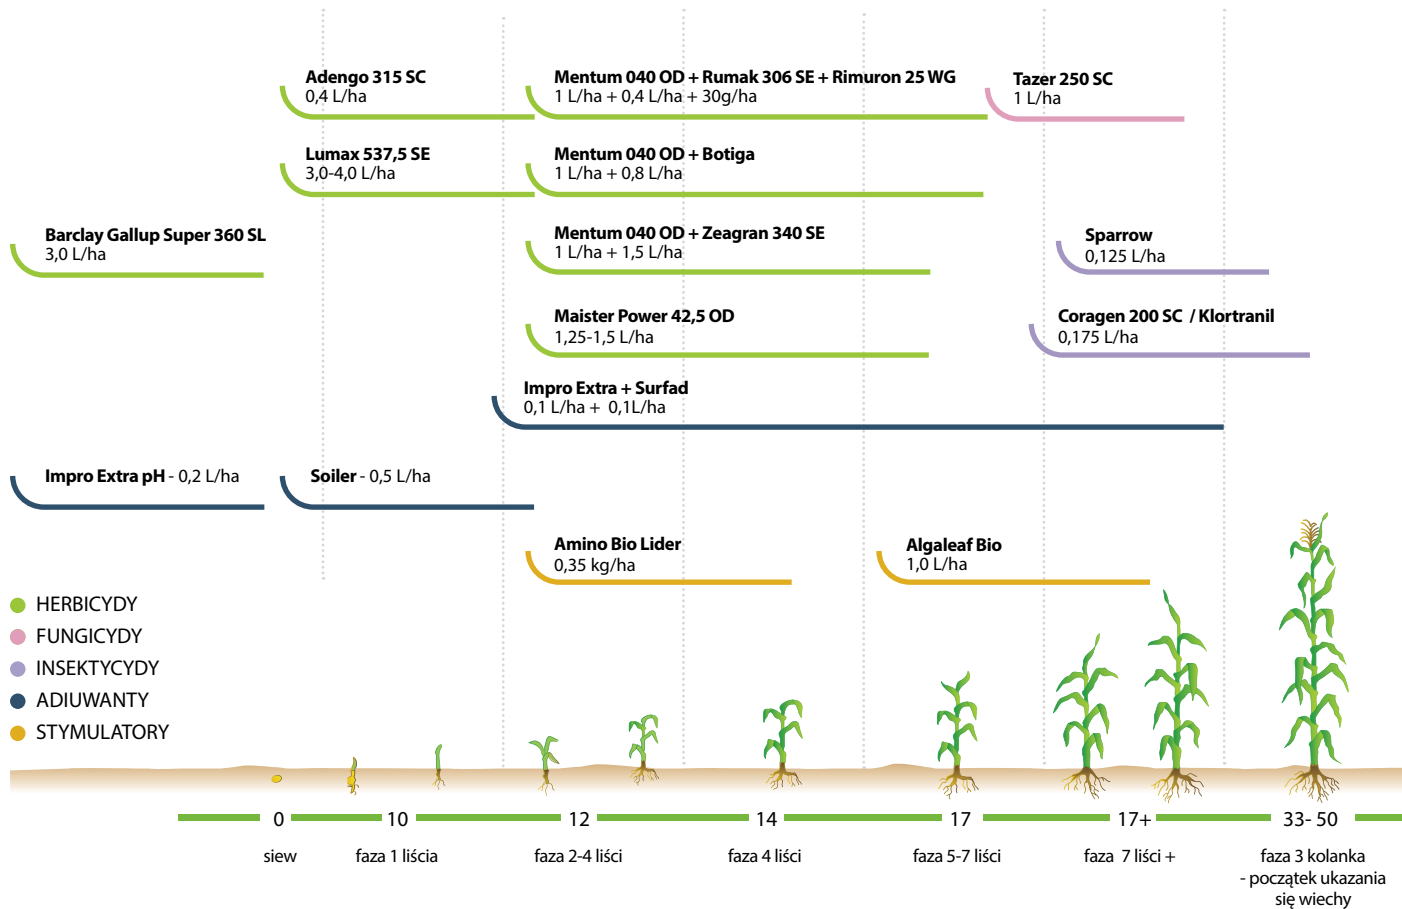 Adengo 315 SC
0,4 L/ha
Mentum 040 OD + Rumak 306 SE + Rimuron 25 WG
1 L/ha + 0,4 L/ha + 30g/ha
Tazer 250 SC
1 L/ha
Lumax 537,5 SE
3,0-4,0 L/ha
Mentum 040 OD + Botiga
1 L/ha + 0,8 L/ha
Barclay Gallup Super 360 SL
3,0 L/ha
Mentum 040 OD + Zeagran 340 SE
1 L/ha + 1,5 L/ha
Sparrow
0,125 L/ha
Maister Power 42,5 OD
1,25-1,5 L/ha
Coragen 200 SC / Klortranil
0,175 L/ha
Impro Extra + Surfad
0,1 L/ha + 0,1L/ha
Impro Extra pH - 0,2 L/ha
Soiler - 0,5 L/ha
Amino Bio Lider
0,35 kg/ha
Algaleaf Bio
1,0 L/ha
HERBICYDY
FUNGICYDY
INSEKTYCYDY
ADIUWANTY
STYMULATORY
0
10
12
14
17
17+
33- 50
siew
faza 1 liścia
faza 2-4 liści
faza 4 liści
faza 5-7 liści
faza 7 liści +
faza 3 kolanka
- początek ukazania
się wiechy